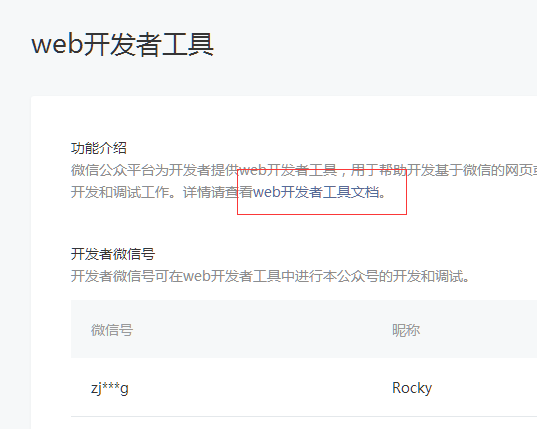 web开发者工具
功能介绍
微信公众平台为开发者提供web开发者工具，用于帮助开发基于微信的网页或
开发和调试工作。详情请查看web开发者工具文档。
开发者微信号
开发者微信号可在web开发者工具中进行本公众号的开发和调试。
微信号 昵称
zj***g Rocky